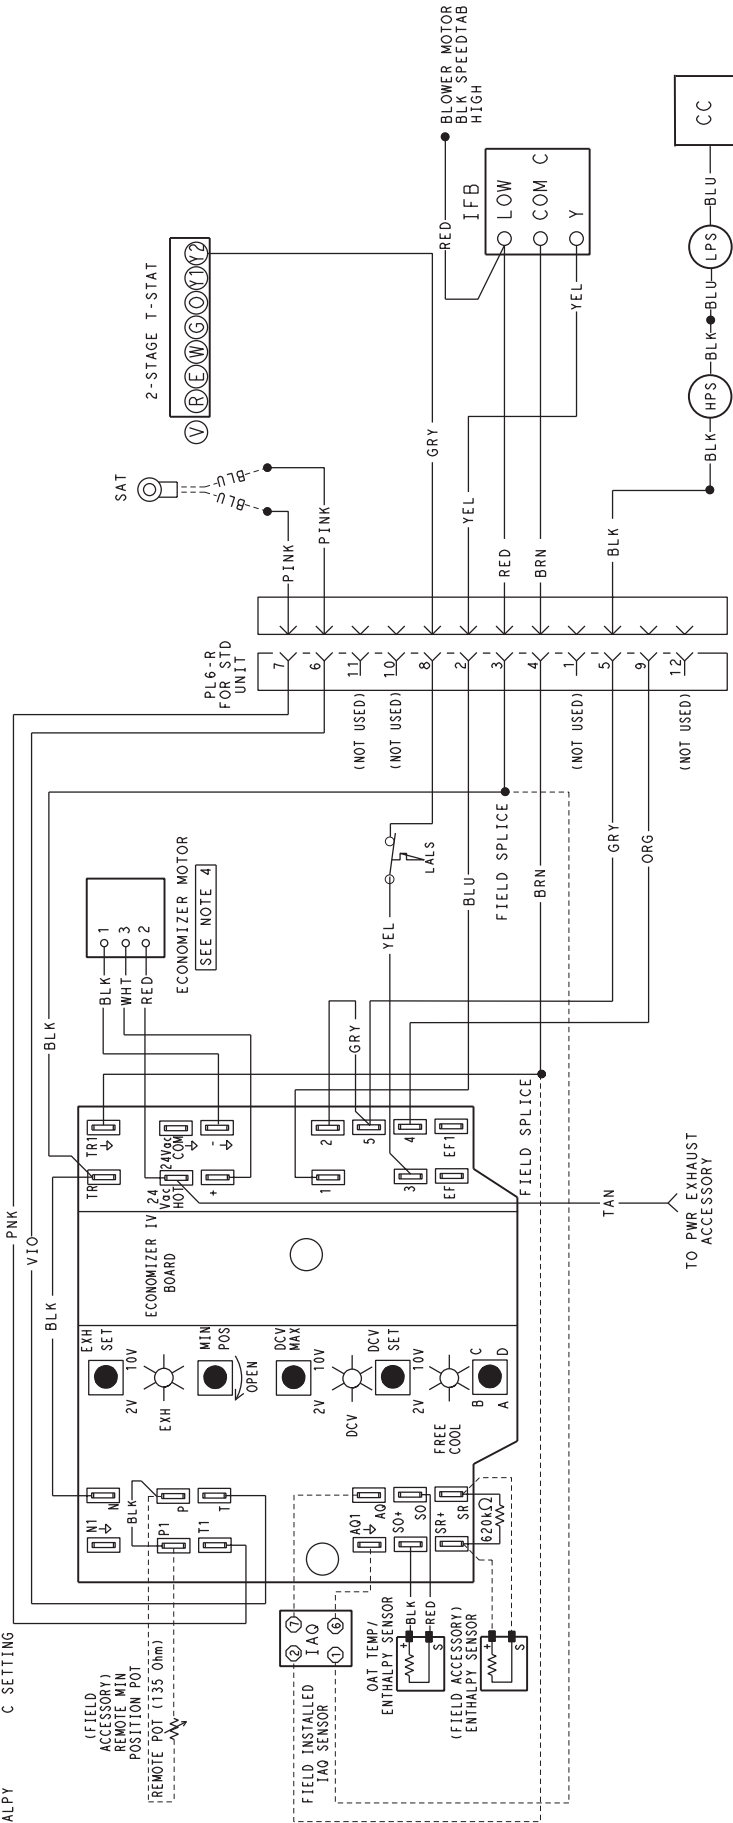 BLOWER MOTOR
BLK SPEEDTAB
HIGH
CC
IFB
LOW
COM C
Y
RED
BLU
LPS
BLU
BLK
HPS
BLK
YEL
2-STAGE T-STAT
V R E W G O Y1 Y2
SAT
BLU
BLU
PINK
PINK
GRY
YEL
RED
BRN
BLK
PL6-R
FOR STD
UNIT
7
6
11
10
8
2
3
4
1
5
9
12
(NOT USED)
(NOT USED)
(NOT USED)
(NOT USED)
ECONOMIZER MOTOR
SEE NOTE 4
1
3
2
BLK
WHT
RED
BLK
LALS
YEL
BLU
FIELD SPLICE
BRN
GRY
ORG
GRY
FIELD SPLICE
TAN
TO PWR EXHAUST
ACCESSORY
TR1
24Vac
COM
-
2
5
4
EF1
TR
24
Vac
HOT
+
1
3
EF
PNK
VIO
BLK
ECONOMIZER IV
BOARD
EXH
SET
2V 10V
EXH
MIN
POS
OPEN
DCV
MAX
2V 10V
DCV
DCV
SET
2V 10V
FREE
COOL
B C
A D
N
N1
BLK
P
P1
T
T1
AQ
AQ1
SO
SO+
SR
SR+
620kΩ
7
2
IAQ
6
1
BLK
RED
+
S
+
S
OAT TEMP/
ENTHALPY SENSOR
(FIELD ACCESSORY)
ENTHALPY SENSOR
FIELD INSTALLED
IAQ SENSOR
(FIELD
ACCESSORY)
REMOTE MIN
POSITION POT
REMOTE POT (135 Ohm)
ALPY C SETTING